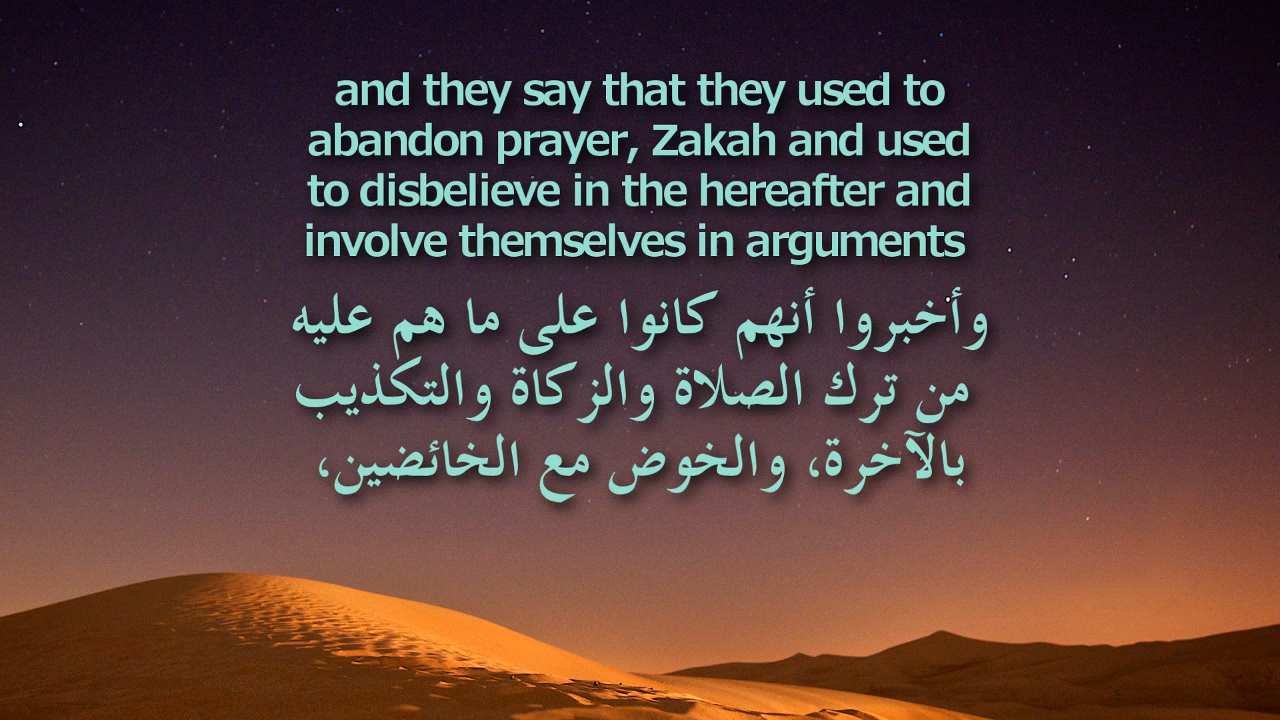 and they say that they used to
abandon prayer, Zakah and used
to disbelieve in the hereafter and
involve themselves in arguments
وأخبروا أنهم كانوا على ما هم عليه
من ترك الصلاة والزكاة والتكذيب
بالآخرة، والخوض مع الخائضين،